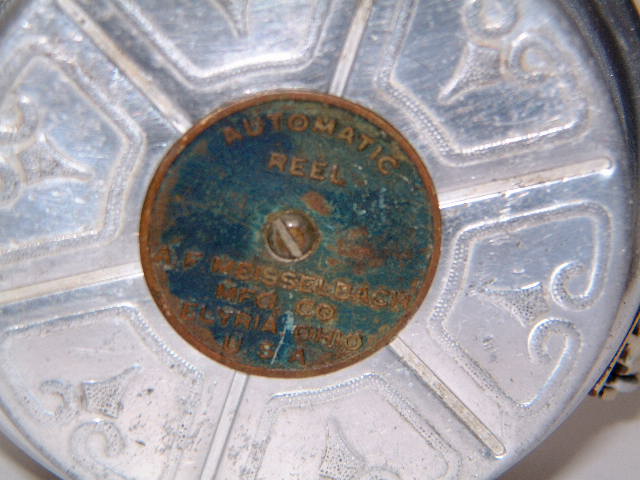 AUTOMATIC
REEL
A.F. MEISSELBACH
MFG. CO
ELYRIA, OHIO
U S A